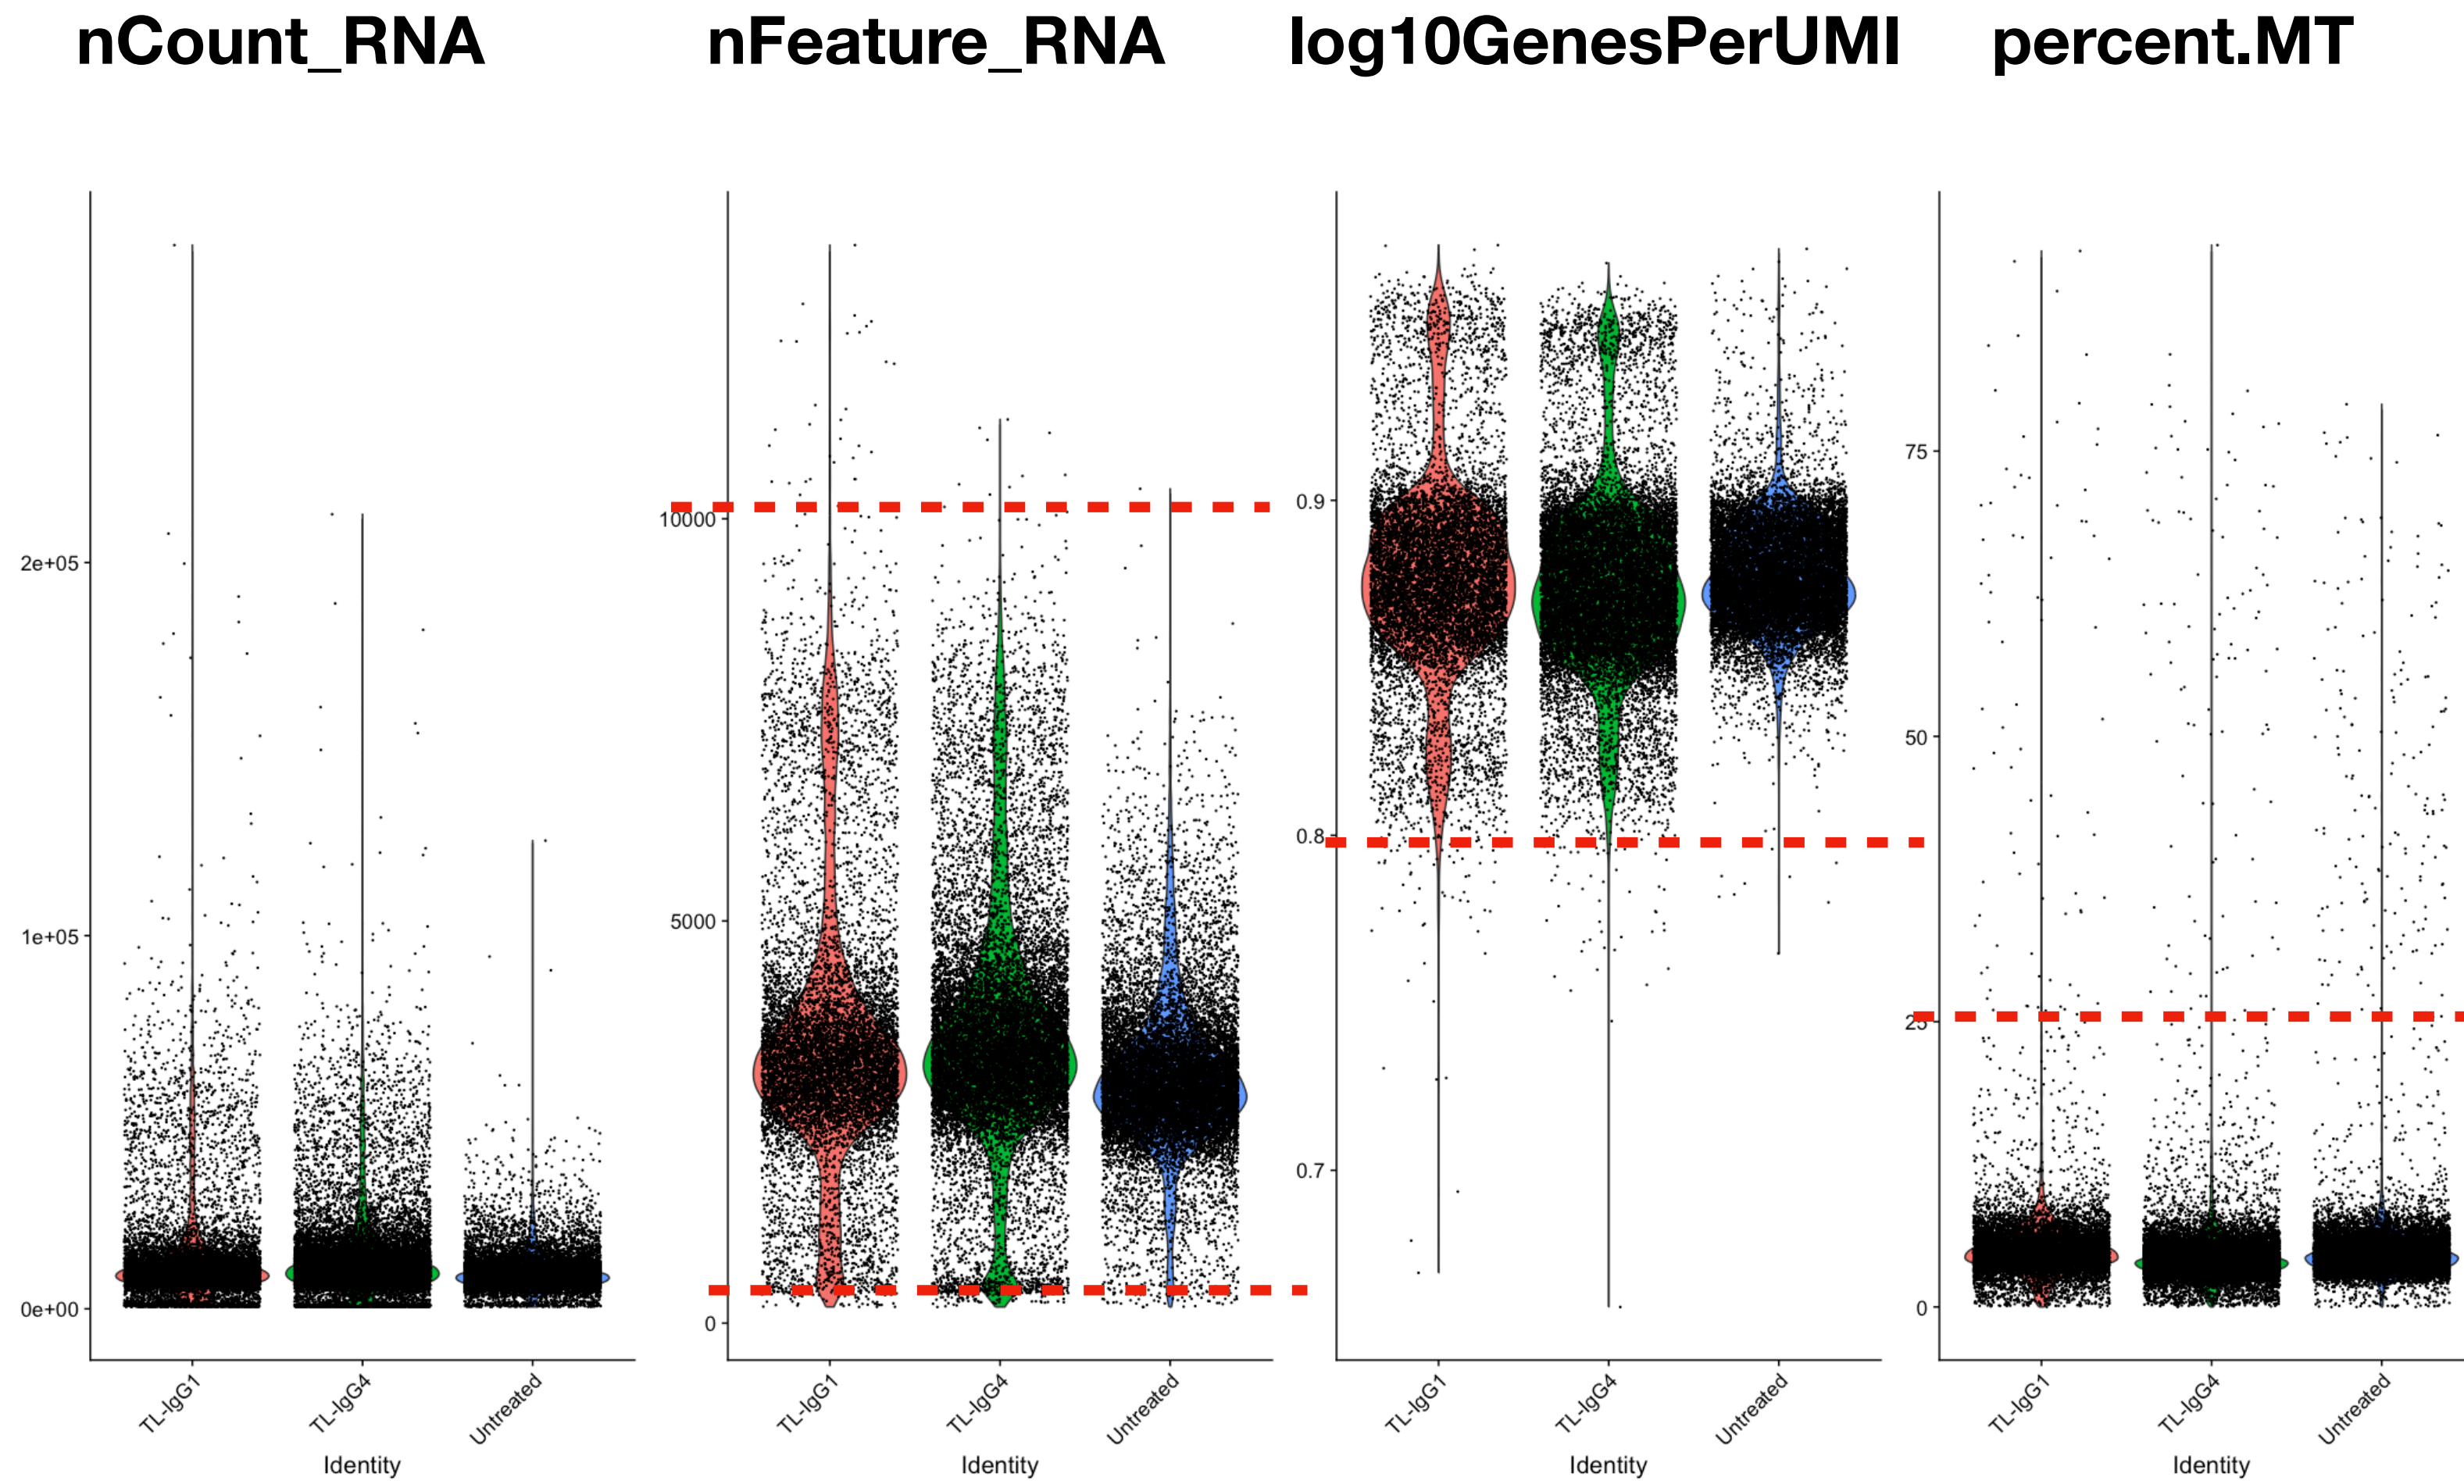 nCount_RNA
nFeature_RNA
log10GenesPerUMI
percent.MT
2e+05
1e+05
0e+00
TL-IgG1
TL-IgG4
Untreated
Identity
10000
5000
0
TL-IgG1
TL-IgG4
Untreated
Identity
0.9
0.8
0.7
TL-IgG1
TL-IgG4
Untreated
Identity
75
50
25
0
TL-IgG1
TL-IgG4
Untreated
Identity